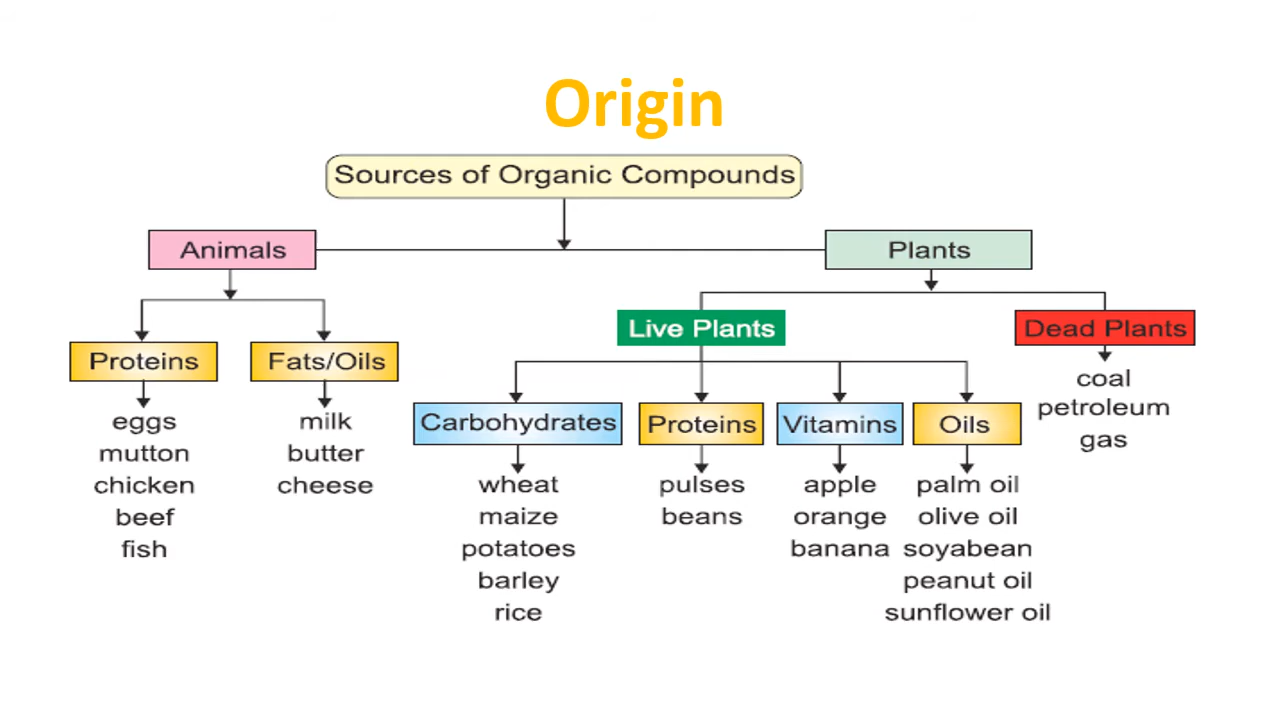 Origin
Sources of Organic Compounds
Animals
Plants
Live Plants
Dead Plants
Proteins
Fats/Oils
coal
petroleum
gas
Carbohydrates
Proteins
Vitamins
Oils
eggs
mutton
chicken
beef
fish
milk
butter
cheese
wheat
maize
potatoes
barley
rice
pulses
beans
apple
orange
banana
palm oil
olive oil
soyabean
peanut oil
sunflower oil